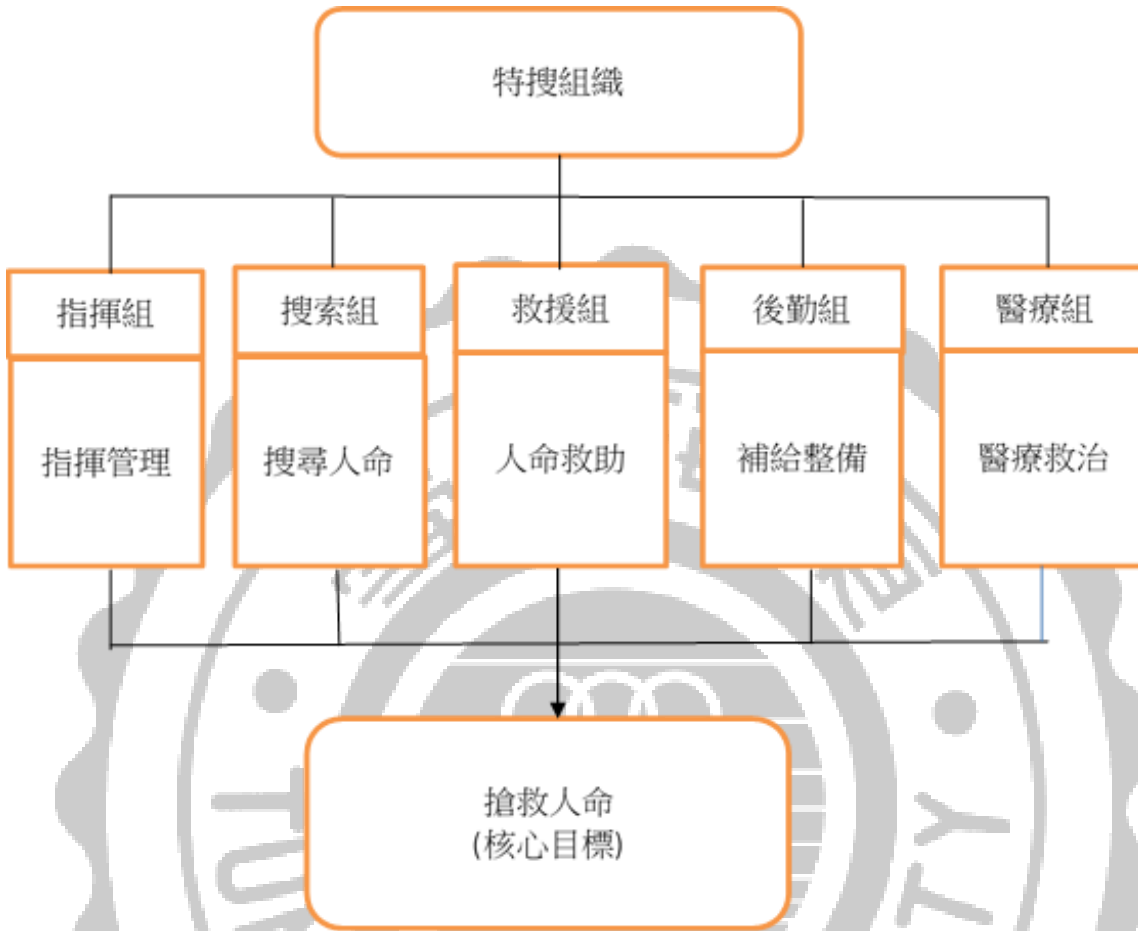 特搜組織
指揮組
搜索組
救援組
後勤組
醫療組
指揮管理
搜尋人命
人命救助
補給整備
醫療救治
搶救人命
(核心目標)